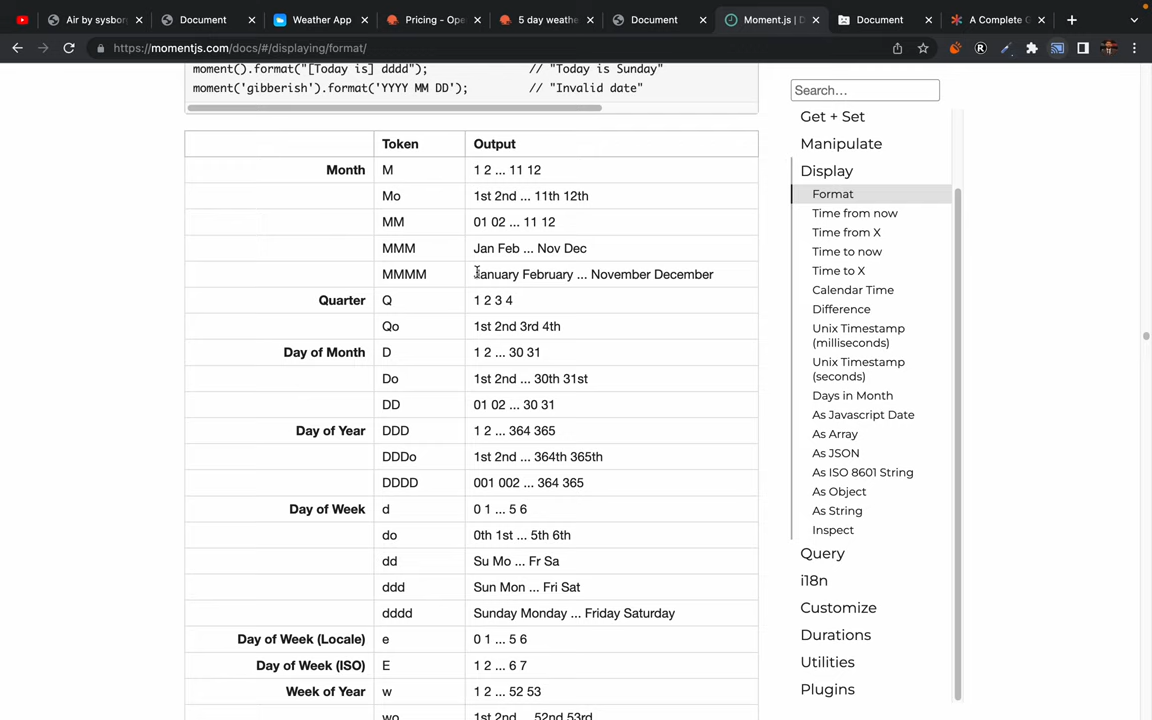 Air by sysborg
Document
Weather App
Pricing - Ope
5 day weathe
Document
Moment.js | D
Document
A Complete G
https://momentjs.com/docs/#/displaying/format/
moment().format("[Today is] dddd"); // "Today is Sunday"
moment('gibberish').format('YYYY MM DD'); // "Invalid date"
Token Output
Month M 1 2 ... 11 12
Mo 1st 2nd ... 11th 12th
MM 01 02 ... 11 12
MMM Jan Feb ... Nov Dec
MMMM January February ... November December
Quarter Q 1 2 3 4
Qo 1st 2nd 3rd 4th
Day of Month D 1 2 ... 30 31
Do 1st 2nd ... 30th 31st
DD 01 02 ... 30 31
Day of Year DDD 1 2 ... 364 365
DDDo 1st 2nd ... 364th 365th
DDDD 001 002 ... 364 365
Day of Week d 0 1 ... 5 6
do 0th 1st ... 5th 6th
dd Su Mo ... Fr Sa
ddd Sun Mon ... Fri Sat
dddd Sunday Monday ... Friday Saturday
Day of Week (Locale) e 0 1 ... 5 6
Day of Week (ISO) E 1 2 ... 6 7
Week of Year w 1 2 ... 52 53
wo 1st 2nd ... 52nd 53rd
Search...
Get + Set
Manipulate
Display
Format
Time from now
Time from X
Time to now
Time to X
Calendar Time
Difference
Unix Timestamp
(milliseconds)
Unix Timestamp
(seconds)
Days in Month
As Javascript Date
As Array
As JSON
As ISO 8601 String
As Object
As String
Inspect
Query
i18n
Customize
Durations
Utilities
Plugins